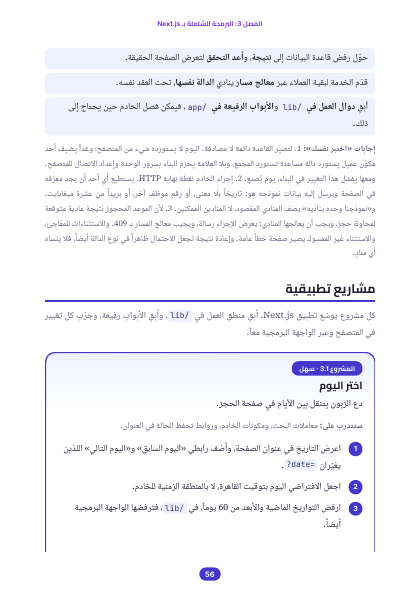 الفصل 3: البرمجة الشاملة بـ Next.js
حوّل رفض قاعدة البيانات إلى نتيجة، وأعد التحقق لتعرض الصفحة الحقيقة.
قدّم الخدمة لبقية العملاء عبر معالج مسار ينادي الدالة نفسها، تحت العقد نفسه.
أبقِ دوال العمل في lib/ والأبواب الرفيعة في app/ ، فيمكن فصل الخادم حين يحتاج إلى
ذلك.
إجابات «اختبر نفسك»: 1. لتصير القاعدة دائمة لا مصادفة. اليوم لا يستورده شيء من المتصفح؛ وغداً يضيف أحد
مكوّن عميل يستورد دالة مساعدة تستورد المجمع، وبلا العلامة يحزم البناء بسرور الوحدة وإعداد الاتصال للمتصفح.
ومعها يفشل هذا التغيير في البناء، يوم يُصنع. 2. إجراء الخادم نقطة نهاية HTTP. يستطيع أي أحد أن يجد معرّفه
في الصفحة ويرسل إليه بيانات نموذجه هو: تاريخاً بلا معنى، أو رقم موظف آخر، أو بريداً من عشرة ميغابايت.
و«نموذجنا وحده يناديه» يصف المنادي المقصود، لا المنادين الممكنين. 3. لأن الموعد المحجوز نتيجة عادية متوقعة
لمحاولة حجز، ويجب أن يعالجها المنادي: يعرض الإجراء رسالة، ويجيب معالج المسار بـ 409. والاستثناءات للمفاجئ،
والاستثناء غير الممسوك يصير صفحة خطأ عامة. وإعادة نتيجة تجعل الاحتمال ظاهراً في نوع الدالة أيضاً، فلا ينساه
أي منادٍ.
مشاريع تطبيقية
كل مشروع يوسّع تطبيق Next.js. أبقِ منطق العمل في lib/ ، وأبقِ الأبواب رفيعة، وجرّب كل تغيير
في المتصفح وعبر الواجهة البرمجية معاً.
المشروع 3.1 · سهل
اختر اليوم
دع الزبون يتنقل بين الأيام في صفحة الحجز.
ستتدرب على: معاملات البحث، ومكونات الخادم، وروابط تحفظ الحالة في العنوان.
1 اعرض التاريخ في عنوان الصفحة، وأضف رابطي «اليوم السابق» و«اليوم التالي» اللذين
يغيّران ?date= .
2 اجعل الافتراضي اليوم بتوقيت القاهرة، لا بالمنطقة الزمنية للخادم.
3 ارفض التواريخ الماضية والأبعد من 60 يوماً، في lib/ ، فترفضها الواجهة البرمجية
أيضاً.
56